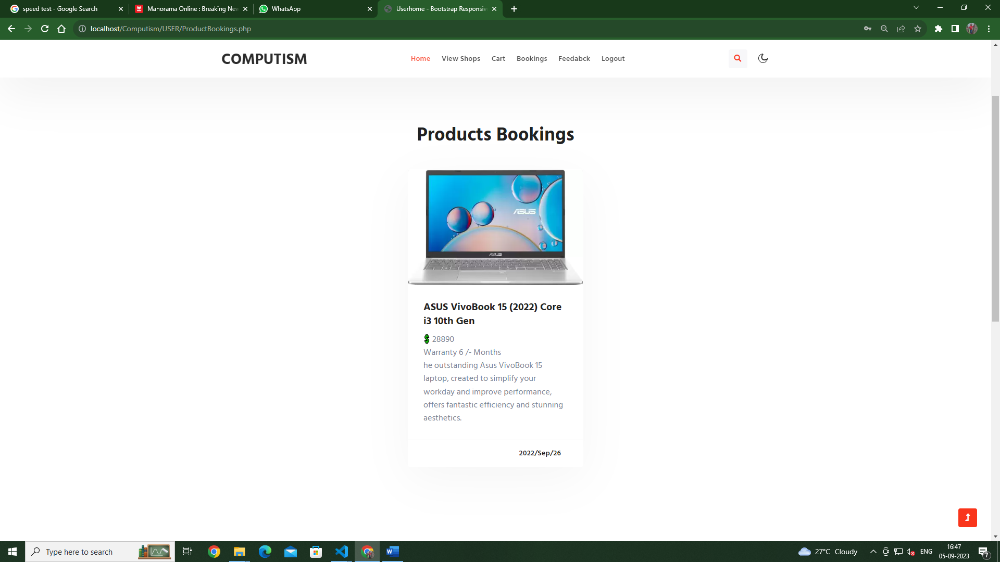 speed test - Google Search
Manorama Online : Breaking Nev
WhatsApp
Userhome - Bootstrap Responsiv
localhost/Computism/USER/ProductBookings.php
COMPUTISM
Home
View Shops
Cart
Bookings
Feedabck
Logout
Products Bookings
ASUS
ASUS
ASUS VivoBook 15 (2022) Core
i3 10th Gen
$ 28890
Warranty 6 /- Months
he outstanding Asus VivoBook 15
laptop, created to simplify your
workday and improve performance,
offers fantastic efficiency and stunning
aesthetics.
2022/Sep/26
Type here to search
27°C Cloudy
ENG
16:47
05-09-2023
7